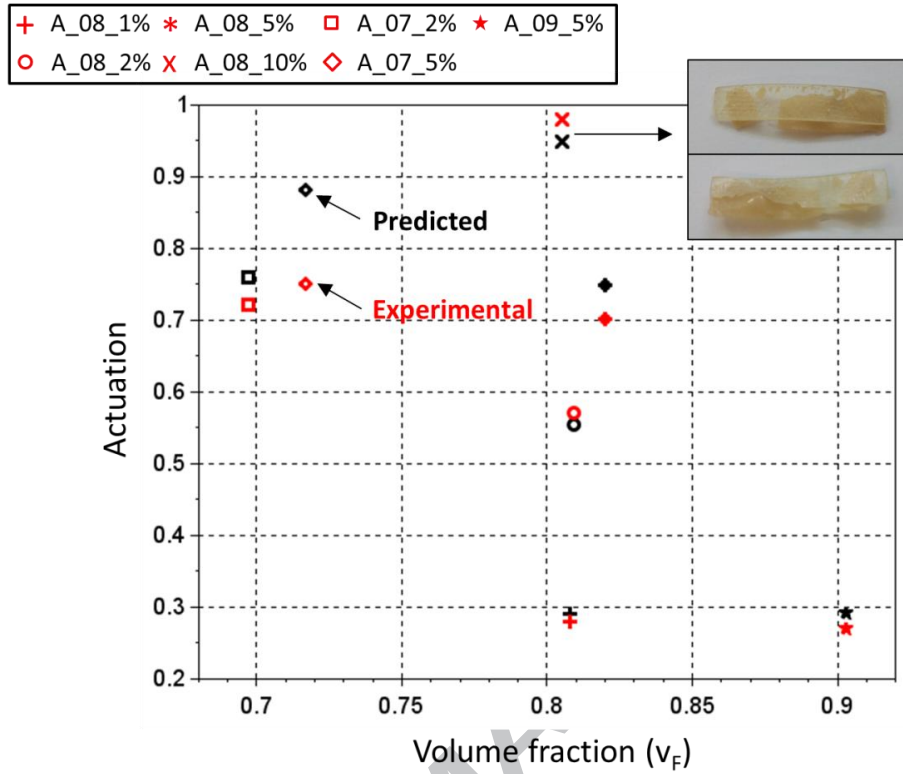 A_08_1% A_08_5% A_07_2% A_09_5%
A_08_2% A_08_10% A_07_5%
1
0.9
0.8
0.7
0.6
0.5
0.4
0.3
0.2
Predicted
Experimental
Actuation
0.7 0.75 0.8 0.85 0.9
Volume fraction (v_F)